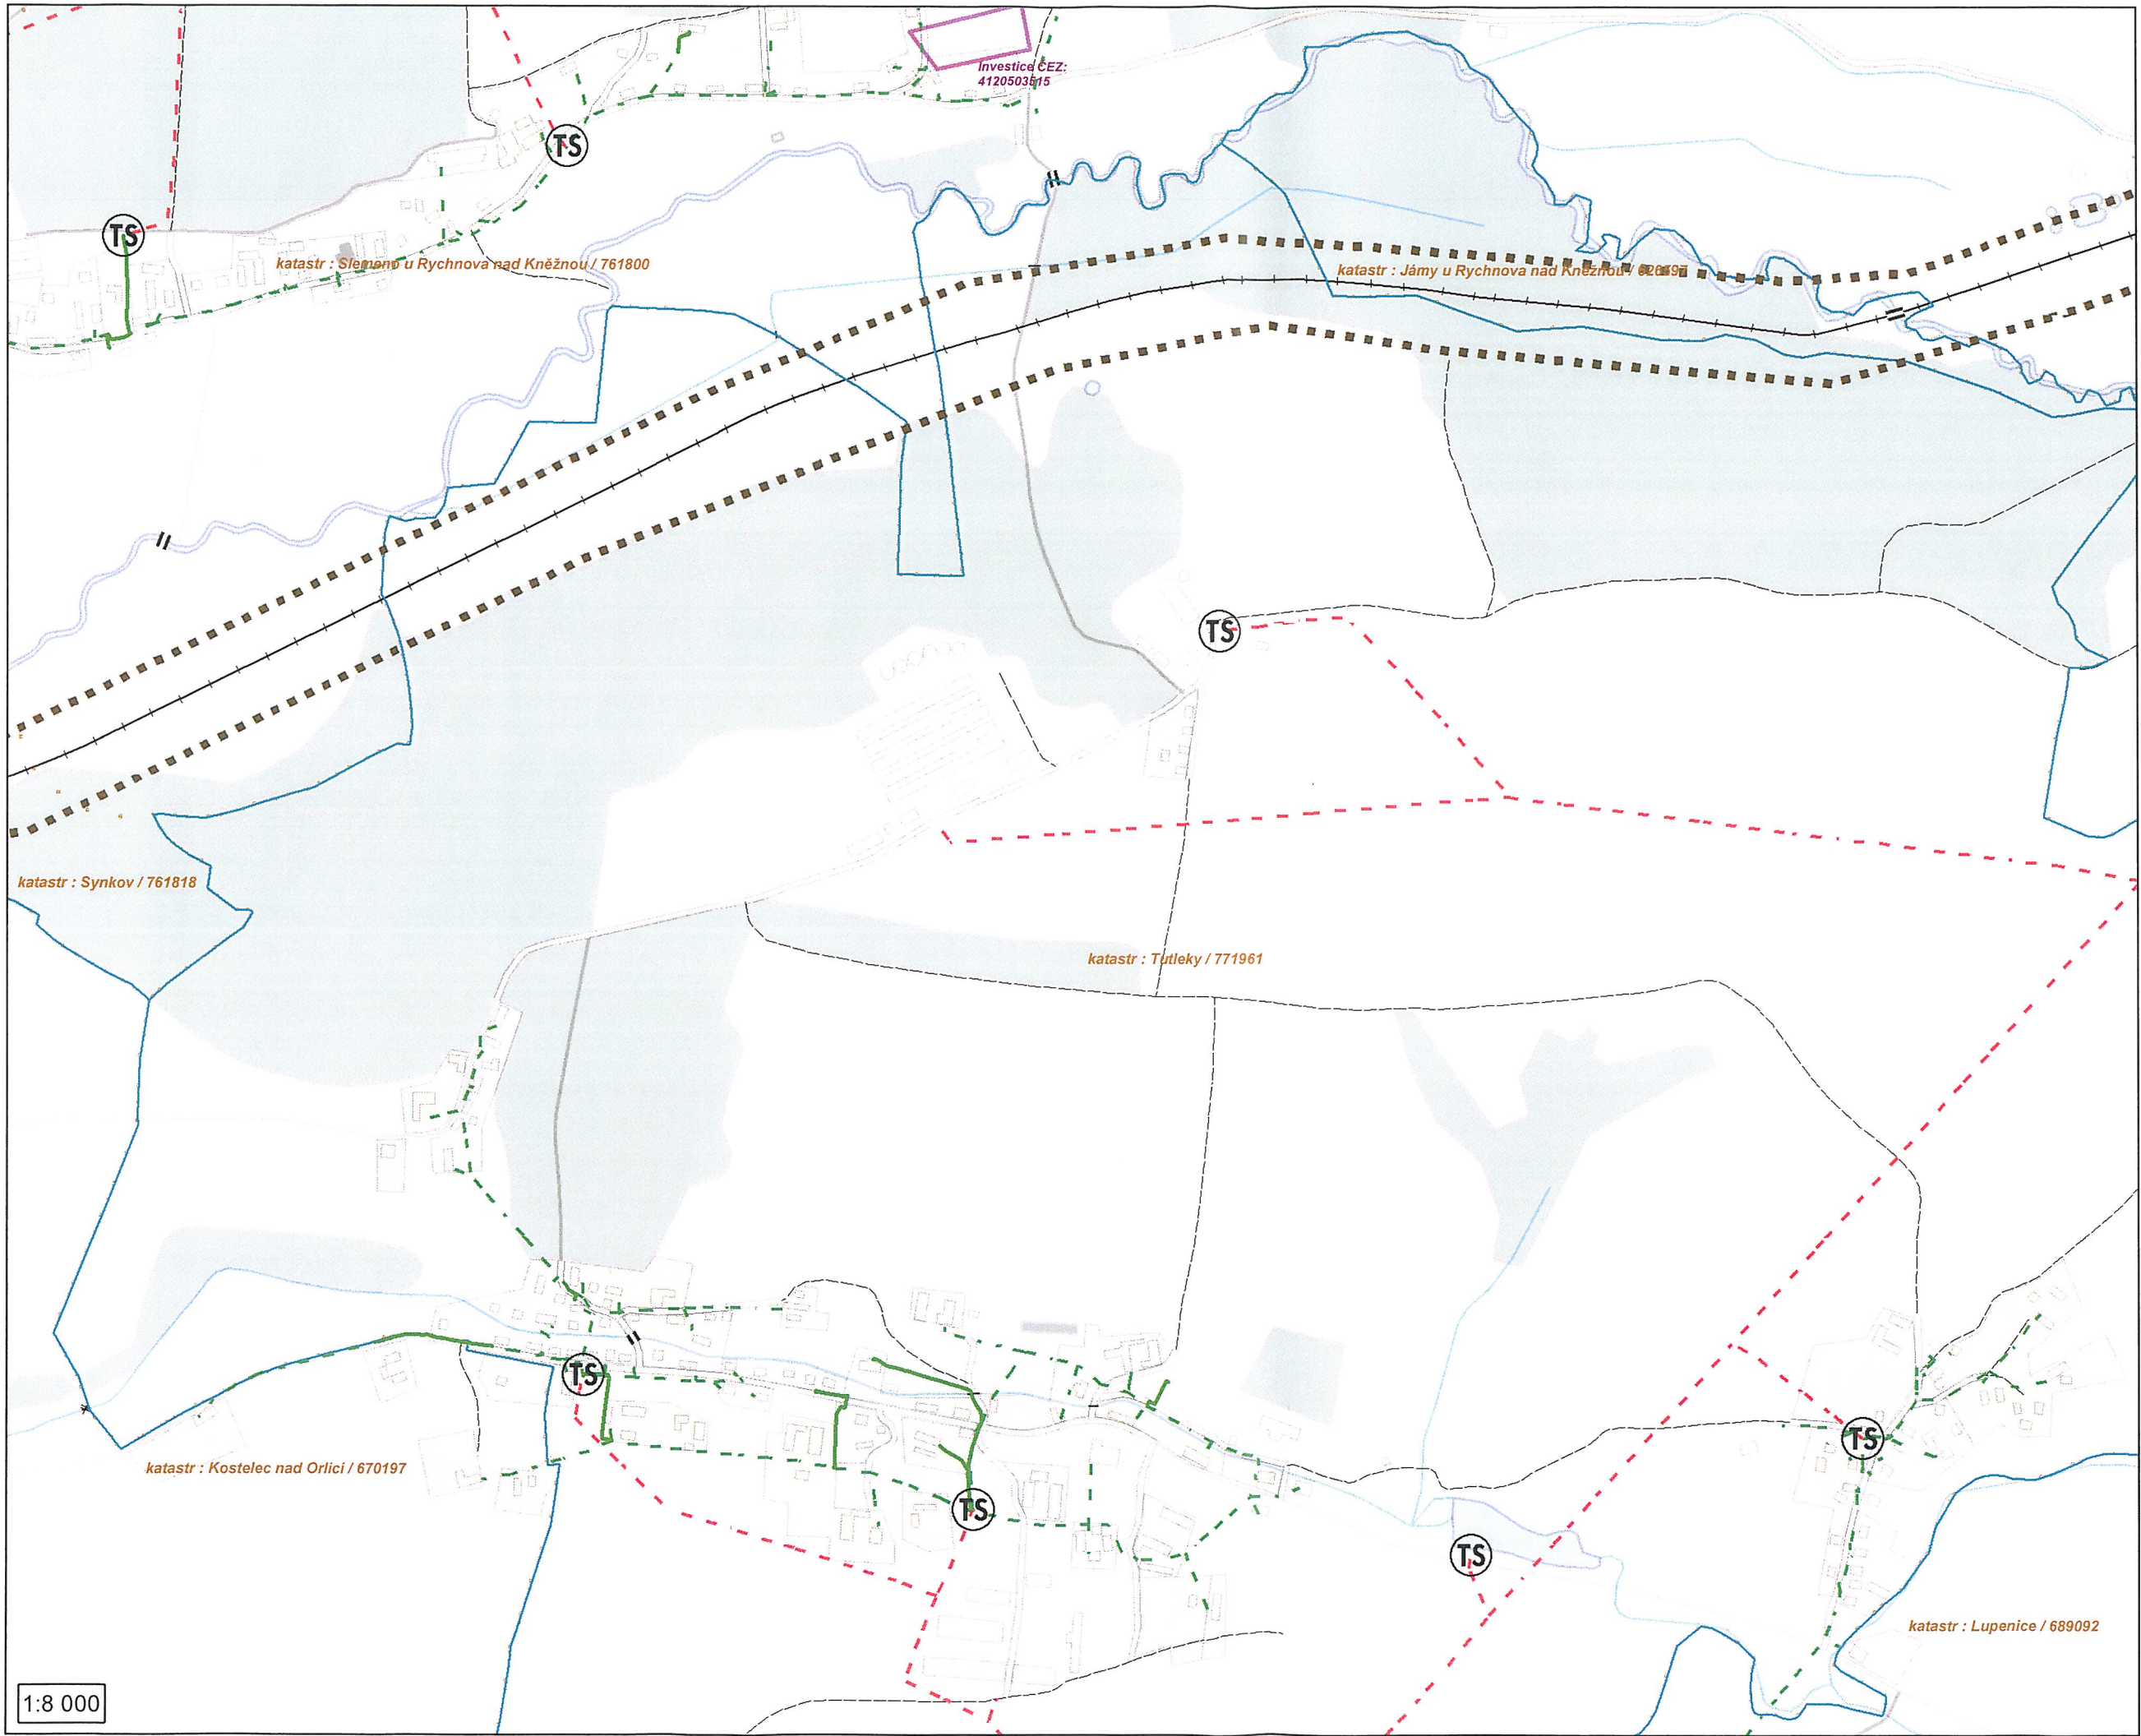 Investice ČEZ:
4120503515
TS
TS
katastr : Slemeno u Rychnova nad Kněžnou / 761800
katastr : Jámy u Rychnova nad Kněžnou /
TS
katastr : Synkov / 761818
katastr : Tutleky / 771961
TS
TS
katastr : Kostelec nad Orlicí / 670197
TS
TS
katastr : Lupenice / 689092
1:8 000